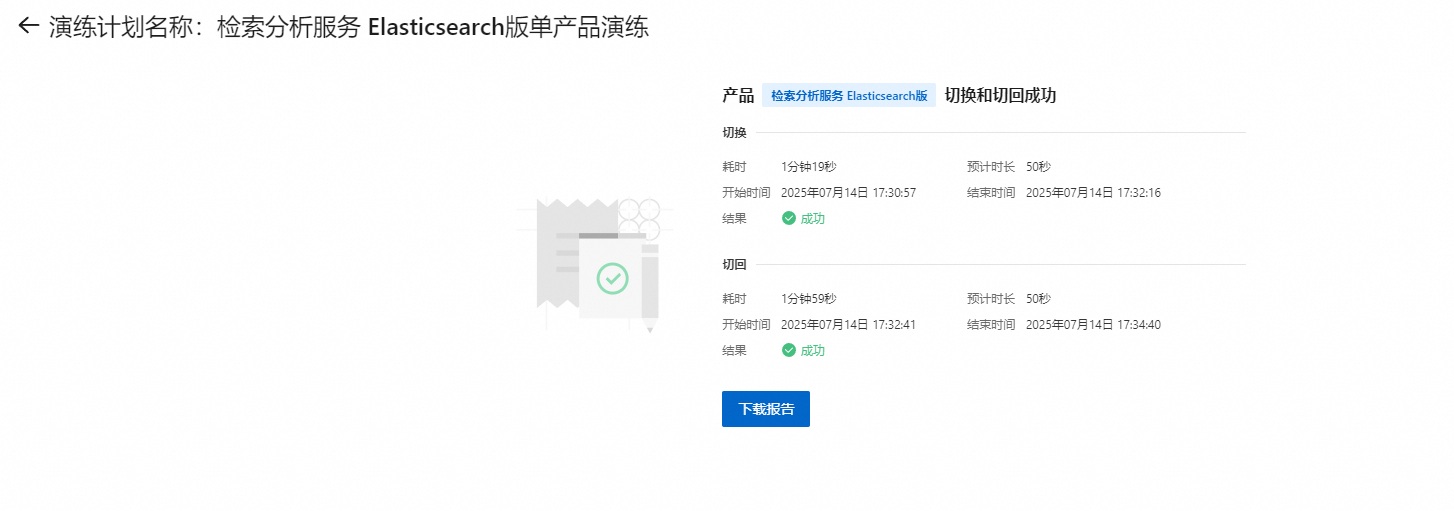 演练计划名称：检索分析服务 Elasticsearch版单产品演练
产品 检索分析服务 Elasticsearch版 切换和切回成功
切换
耗时 1分钟19秒 预计时长 50秒
开始时间 2025年07月14日 17:30:57 结束时间 2025年07月14日 17:32:16
结果 成功
切回
耗时 1分钟59秒 预计时长 50秒
开始时间 2025年07月14日 17:32:41 结束时间 2025年07月14日 17:34:40
结果 成功
下载报告